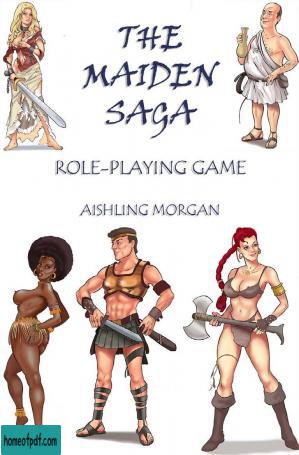 THE
MAIDEN
SAGA
ROLE-PLAYING GAME
AISHLING MORGAN
homeofpdf.com